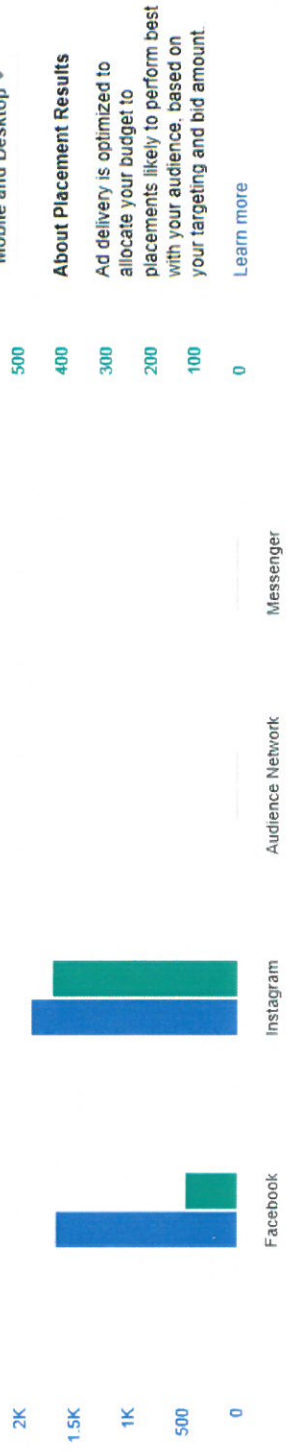 Mobile and Desktop
About Placement Results
Ad delivery is optimized to
allocate your budget to
placements likely to perform best
with your audience, based on
your targeting and bid amount.
Learn more
2K
1.5K
1K
500
0
500
400
300
200
100
0
Facebook
Instagram
Audience Network
Messenger